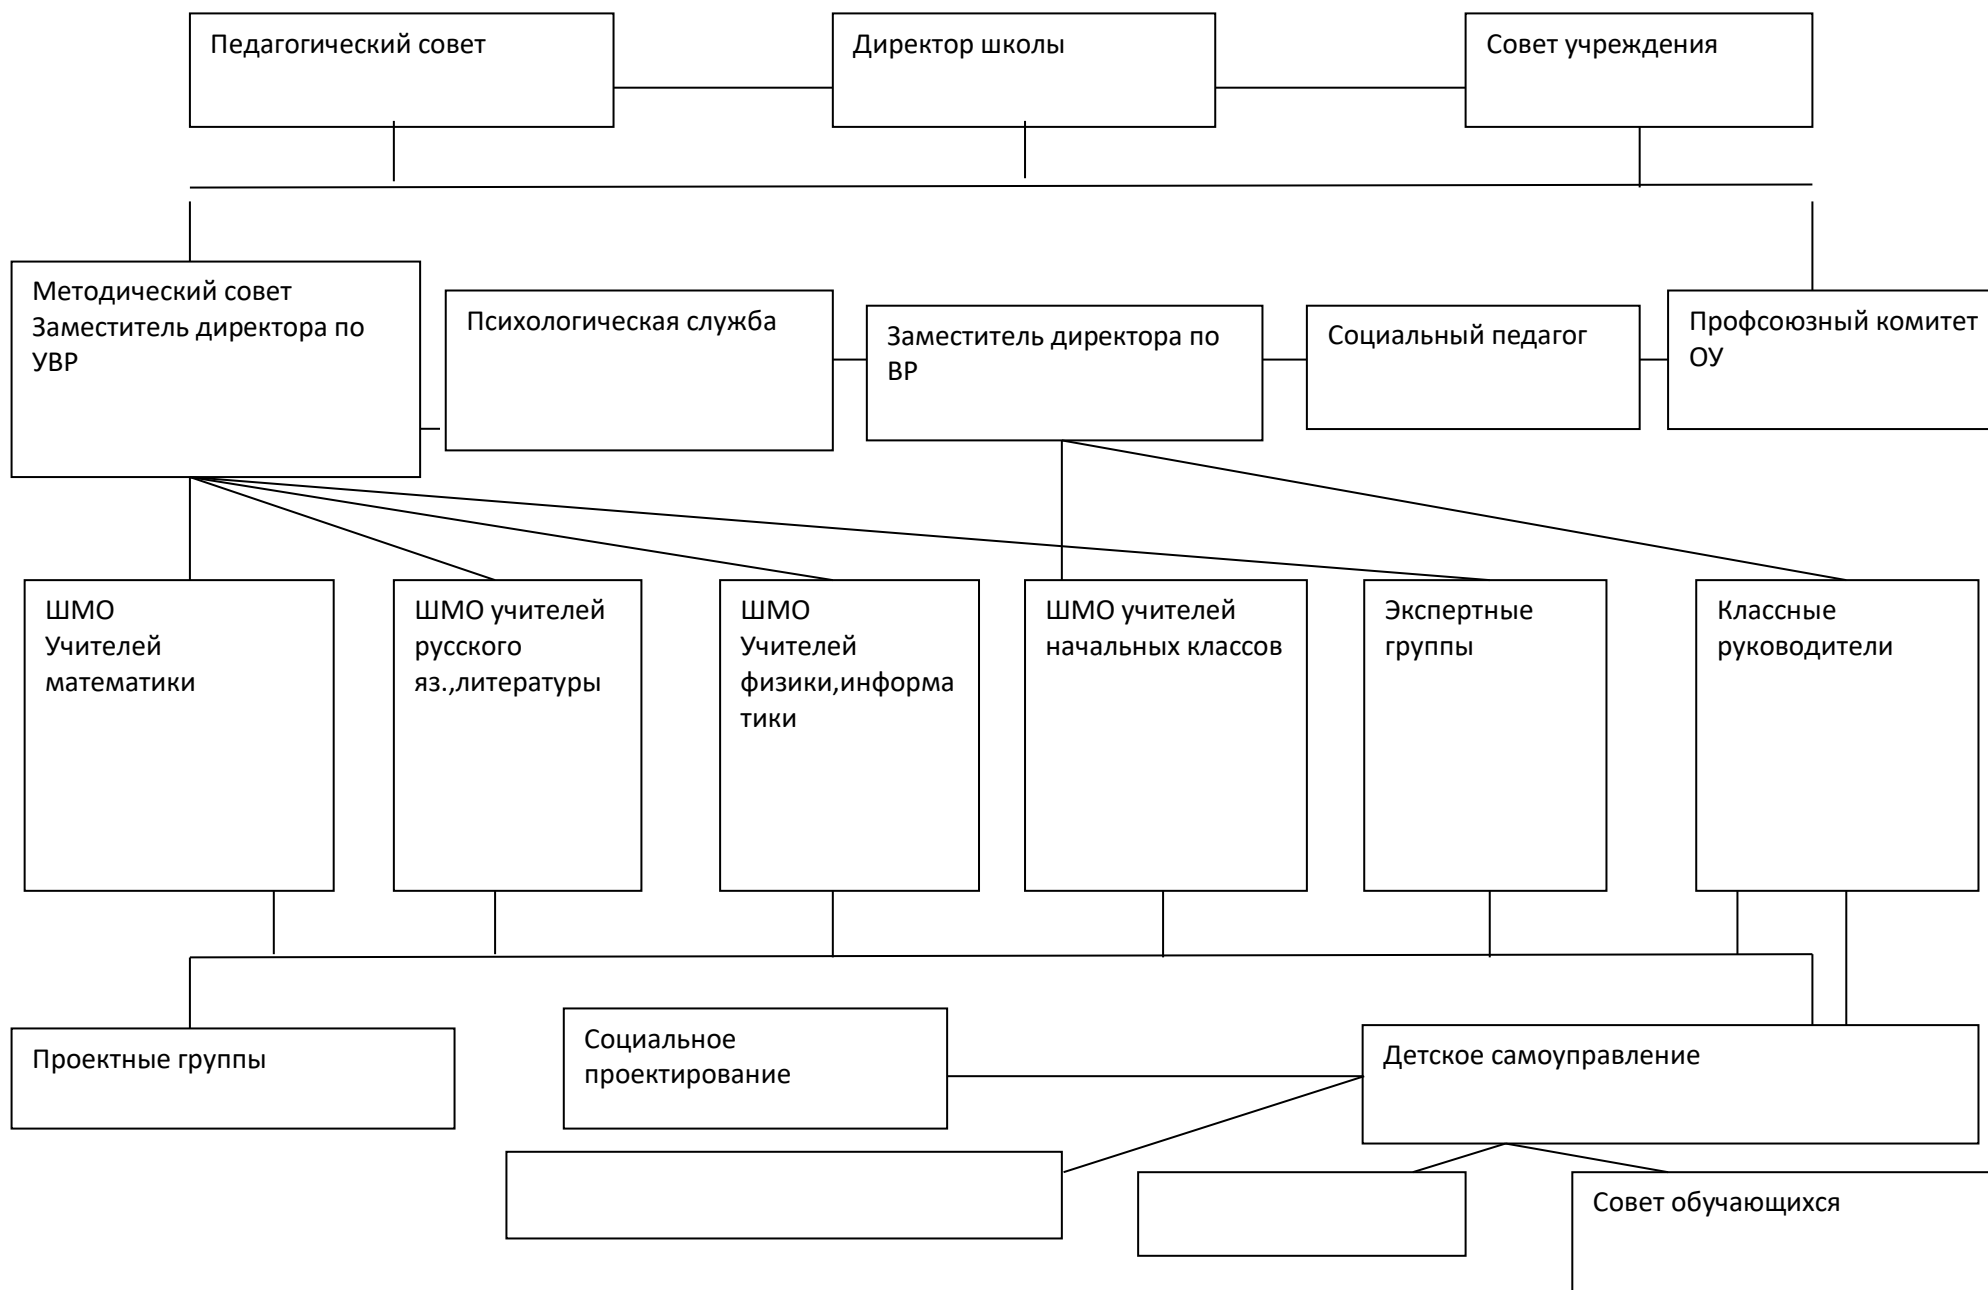 Педагогический совет
Директор школы
Совет учреждения
Методический совет
Заместитель директора по
УВР
Психологическая служба
Заместитель директора по
ВР
Социальный педагог
Профсоюзный комитет
ОУ
ШМО
Учителей
математики
ШМО учителей
русского
яз.,литературы
ШМО
Учителей
физики,информа
тики
ШМО учителей
начальных классов
Экспертные
группы
Классные
руководители
Проектные группы
Социальное
проектирование
Детское самоуправление
Совет обучающихся